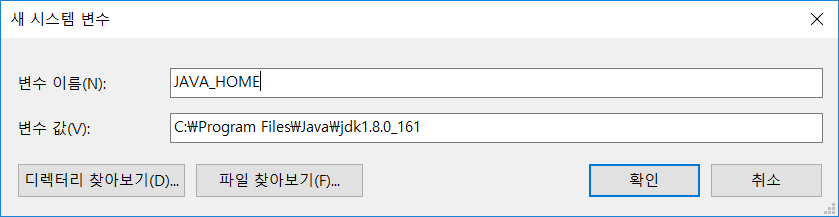 새 시스템 변수
변수 이름(N):
JAVA_HOME
변수 값(V):
C:₩Program Files₩Java₩jdk1.8.0_161
디렉터리 찾아보기(D)...
파일 찾아보기(F)...
확인
취소